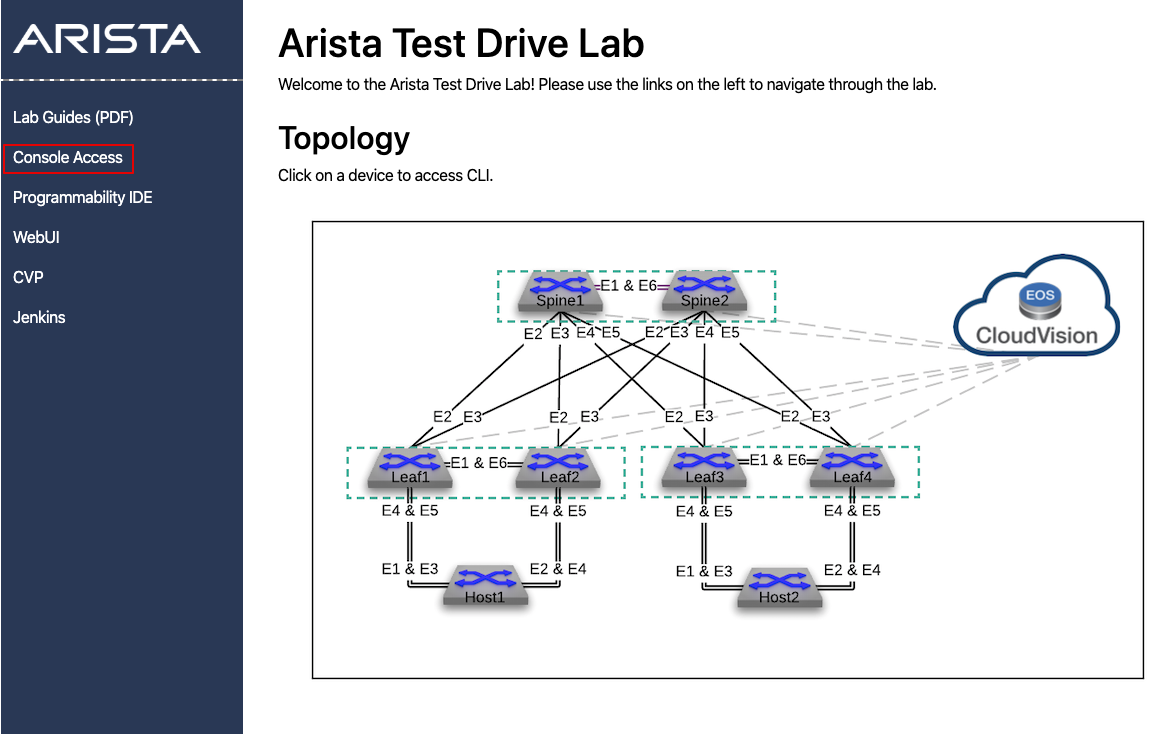 ARISTA
Lab Guides (PDF)
Console Access
Programmability IDE
WebUI
CVP
Jenkins
Arista Test Drive Lab
Welcome to the Arista Test Drive Lab! Please use the links on the left to navigate through the lab.
Topology
Click on a device to access CLI.
E1 & E6
Spine1 Spine2
EOS
CloudVision
E2 E3 E4 E5 E2 E3 E4 E5
E2 E3 E2 E3 E2 E3 E2 E3
E1 & E6 E1 & E6
Leaf1 Leaf2 Leaf3 Leaf4
E4 & E5 E4 & E5 E4 & E5 E4 & E5
E1 & E3 E2 & E4 E1 & E3 E2 & E4
Host1 Host2